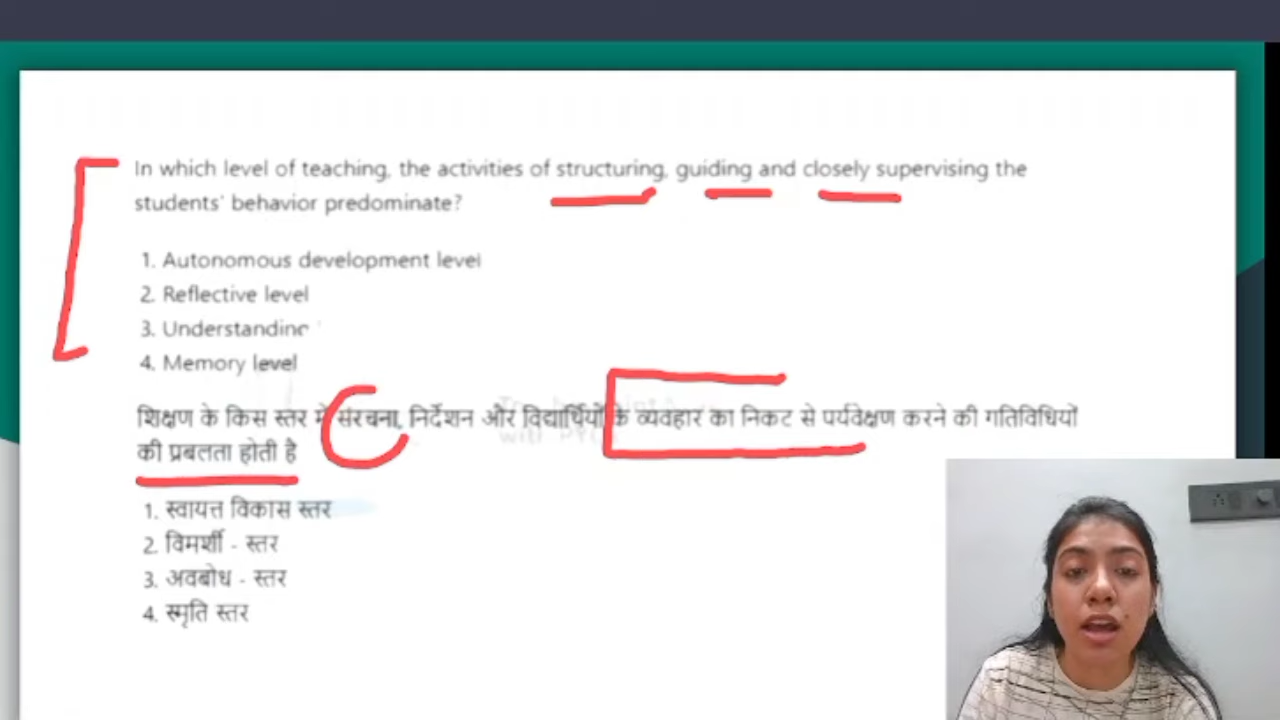 In which level of teaching, the activities of structuring, guiding and closely supervising the
students' behavior predominate?
1. Autonomous development level
2. Reflective level
3. Understanding
4. Memory level
शिक्षण के किस स्तर में संरचना, निर्देशन और विद्यार्थियों के व्यवहार का निकट से पर्यवेक्षण करने की गतिविधियों
की प्रबलता होती है
1. स्वायत्त विकास स्तर
2. विमर्शी - स्तर
3. अवबोध - स्तर
4. स्मृति स्तर